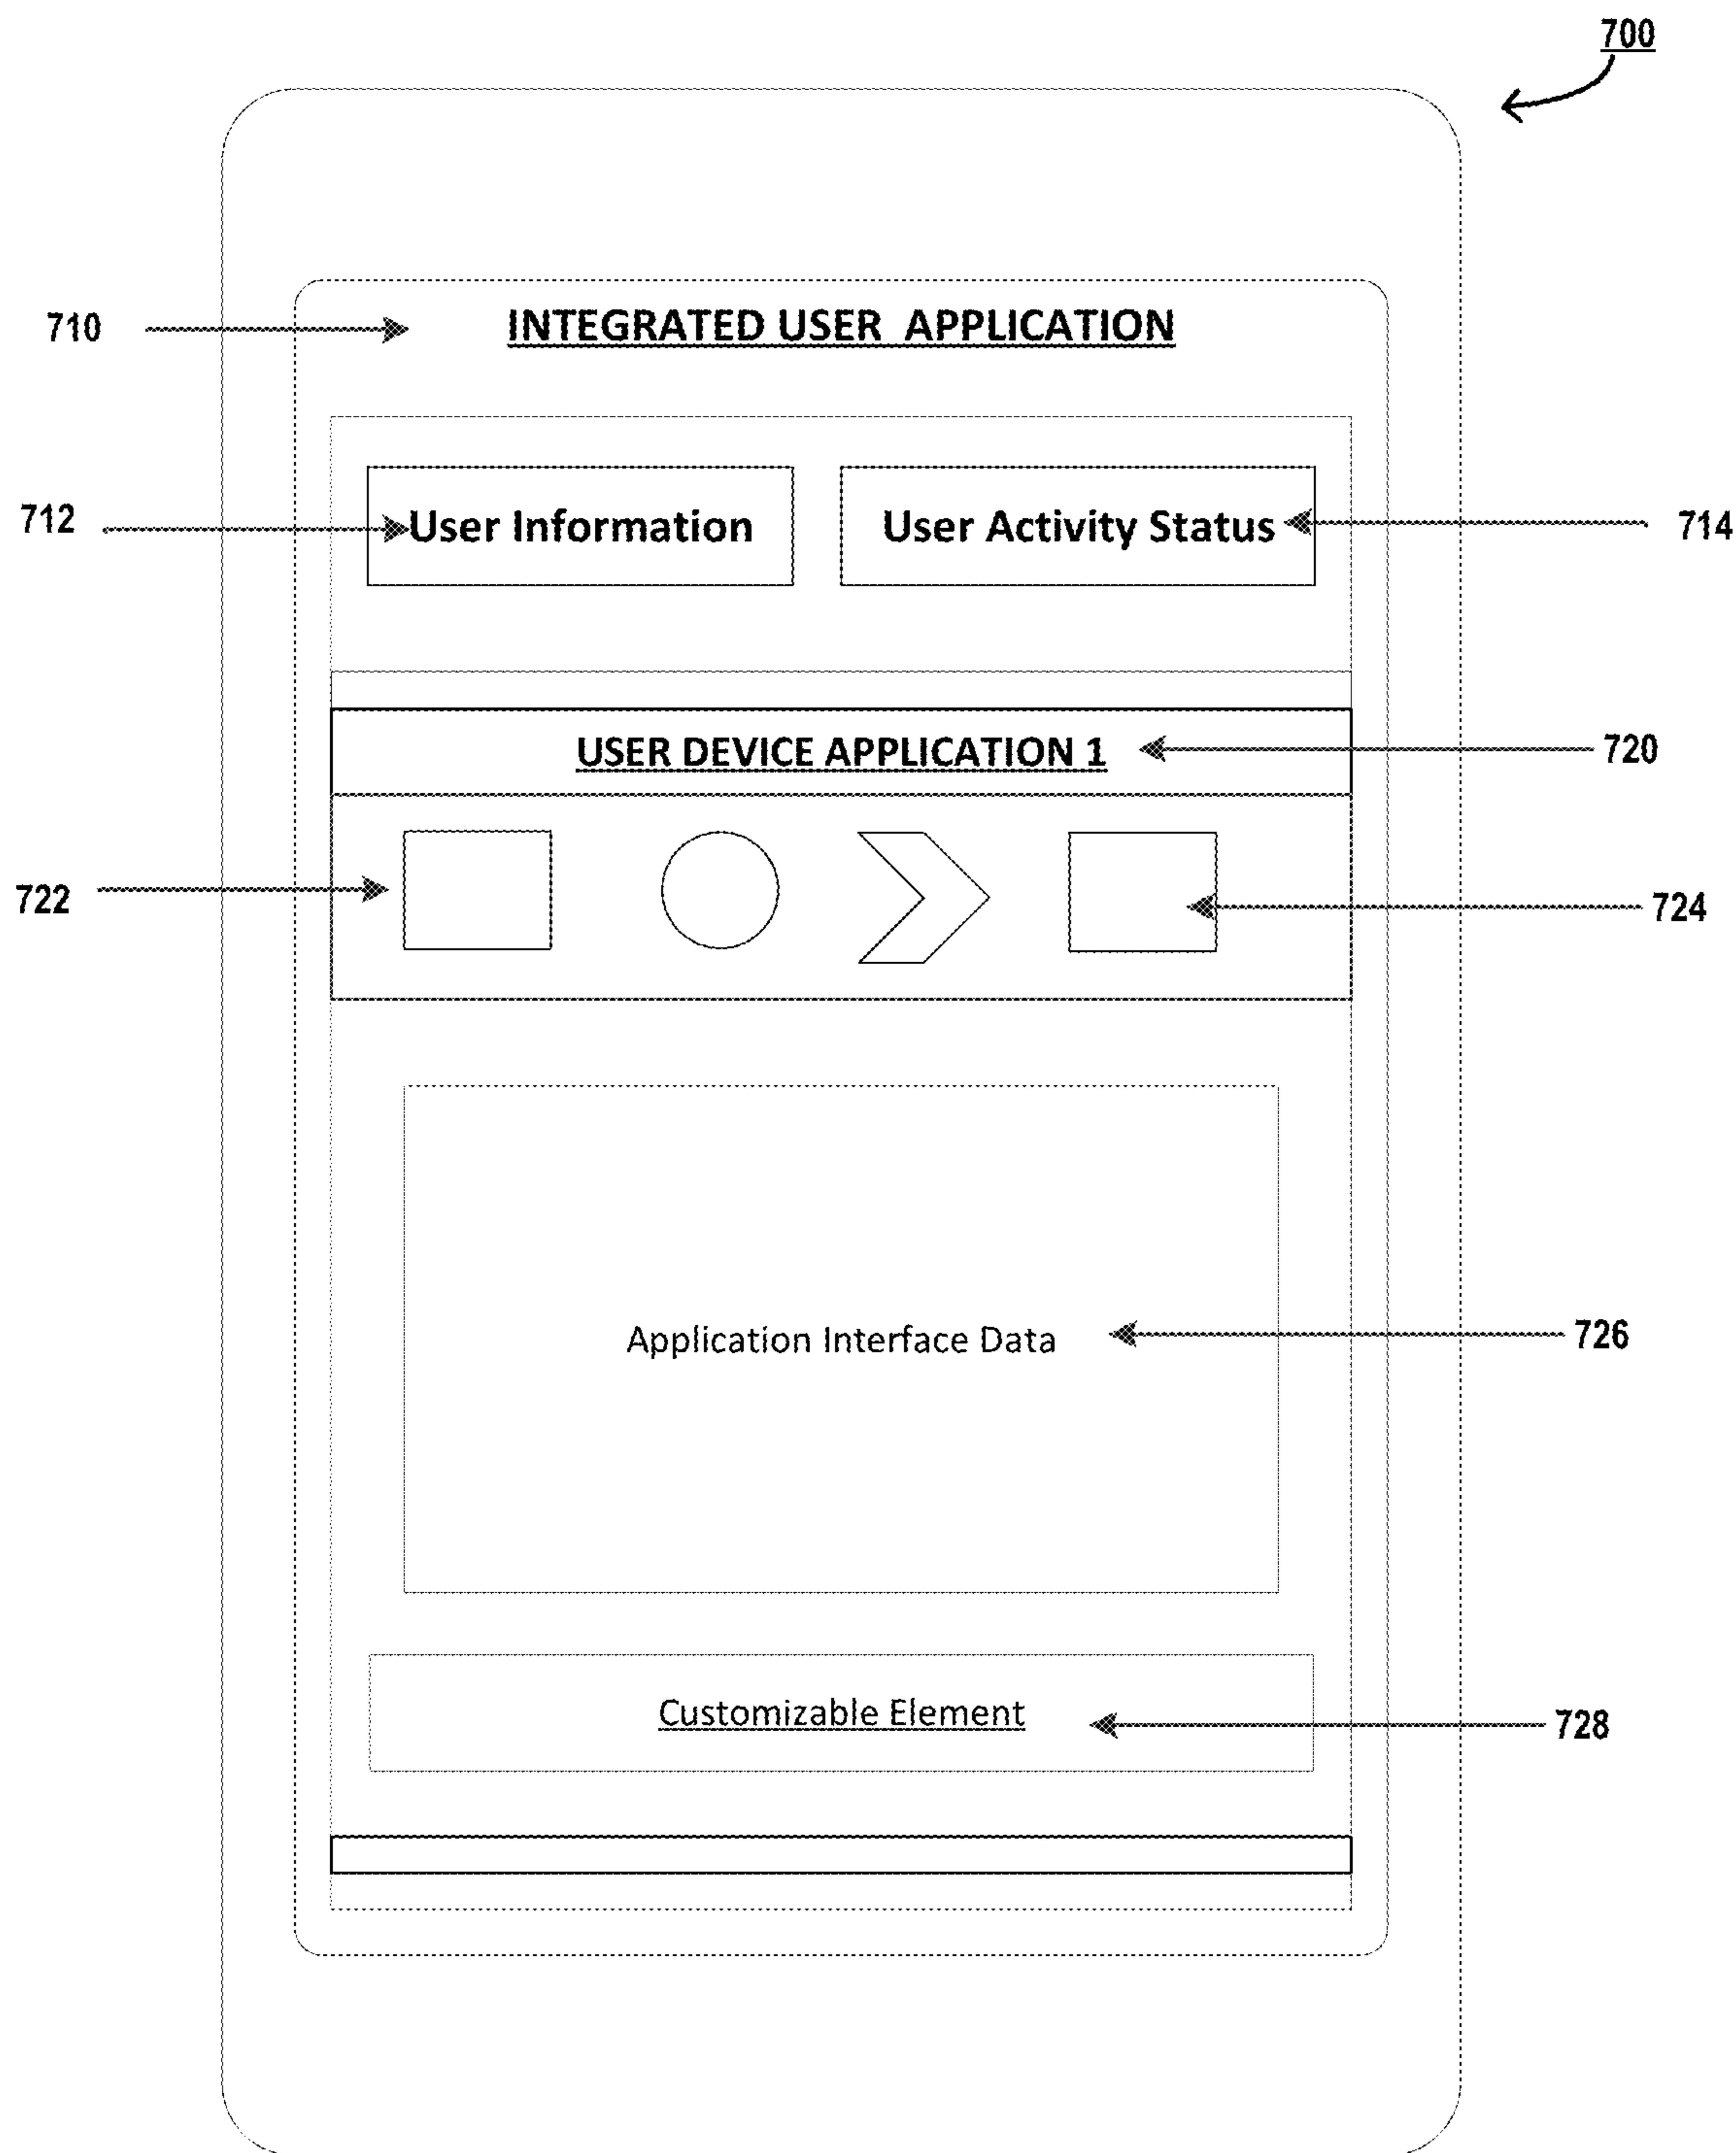 700
710
INTEGRATED USER APPLICATION
712
User Information
User Activity Status
714
USER DEVICE APPLICATION 1
720
722
724
Application Interface Data
726
Customizable Element
728